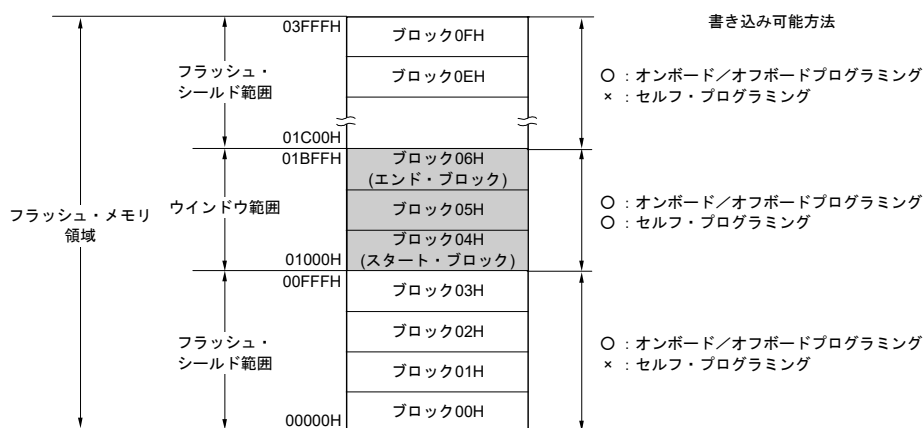 書き込み可能方法
03FFFH
ブロック0FH
ブロック0EH
フラッシュ・
シールド範囲
○:オンボード/オフボードプログラミング
×:セルフ・プログラミング
01C00H
01BFFH
ブロック06H
(エンド・ブロック)
ブロック05H
ブロック04H
(スタート・ブロック)
ウインドウ範囲
○:オンボード/オフボードプログラミング
○:セルフ・プログラミング
フラッシュ・メモリ
領域
01000H
00FFFH
ブロック03H
ブロック02H
ブロック01H
ブロック00H
フラッシュ・
シールド範囲
○:オンボード/オフボードプログラミング
×:セルフ・プログラミング
00000H